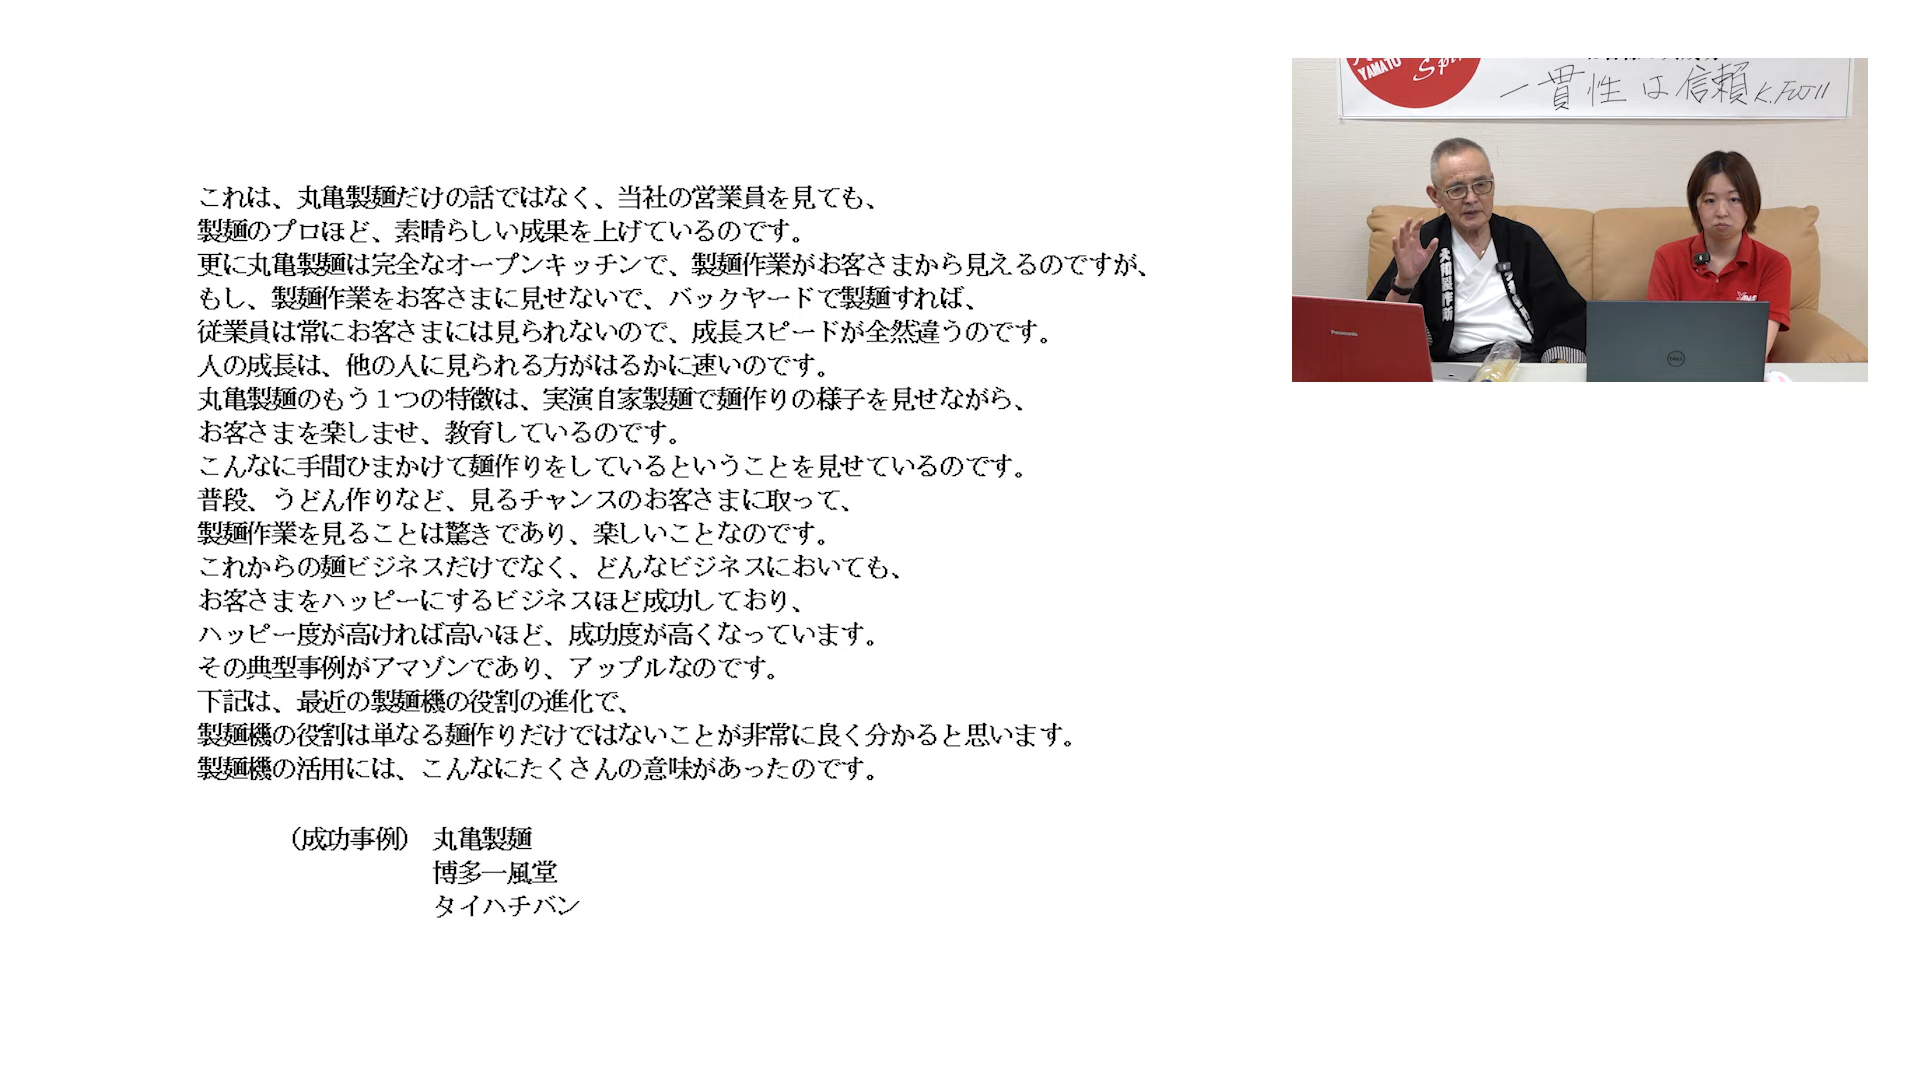 これは、丸亀製麺だけの話ではなく、当社の営業員を見ても、
製麺のプロほど、素晴らしい成果を上げているのです。
更に丸亀製麺は完全なオープンキッチンで、製麺作業がお客さまから見えるのですが、
もし、製麺作業をお客さまに見せないで、バックヤードで製麺すれば、
従業員は常にお客さまには見られないので、成長スピードが全然違うのです。
人の成長は、他の人に見られる方がはるかに速いのです。
丸亀製麺のもう１つの特徴は、実演自家製麺で麺作りの様子を見せながら、
お客さまを楽しませ、教育しているのです。
こんなに手間ひまかけて麺作りをしているということを見せているのです。
普段、うどん作りなど、見るチャンスのお客さまに取って、
製麺作業を見ることは驚きであり、楽しいことなのです。
これからの麺ビジネスだけでなく、どんなビジネスにおいても、
お客さまをハッピーにするビジネスほど成功しており、
ハッピー度が高ければ高いほど、成功度が高くなっています。
その典型事例がアマゾンであり、アップルなのです。
下記は、最近の製麺機の役割の進化で、
製麺機の役割は単なる麺作りだけではないことが非常に良く分かると思います。
製麺機の活用には、こんなにたくさんの意味があったのです。
（成功事例） 丸亀製麺
博多一風堂
タイハチバン
YAMATO Spi
一貫性は信頼 K.FUJII
大和製作所
Panasonic
DELL